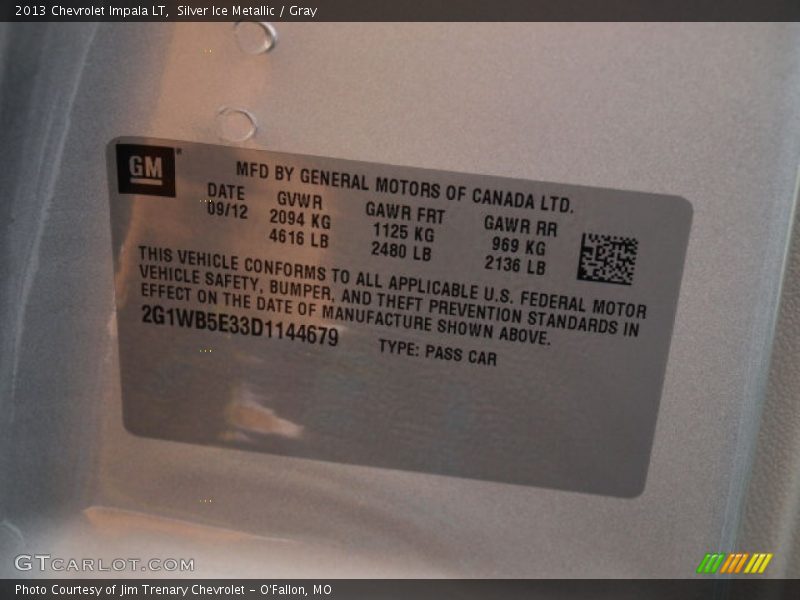 2013 Chevrolet Impala LT, Silver Ice Metallic / Gray
GM
MFD BY GENERAL MOTORS OF CANADA LTD.
DATE GVWR GAWR FRT GAWR RR
09/12 2094 KG 1125 KG 969 KG
4616 LB 2480 LB 2136 LB
THIS VEHICLE CONFORMS TO ALL APPLICABLE U.S. FEDERAL MOTOR
VEHICLE SAFETY, BUMPER, AND THEFT PREVENTION STANDARDS IN
EFFECT ON THE DATE OF MANUFACTURE SHOWN ABOVE.
2G1WB5E33D1144679 TYPE: PASS CAR
GTCARLOT.COM
Photo Courtesy of Jim Trenary Chevrolet - O'Fallon, MO